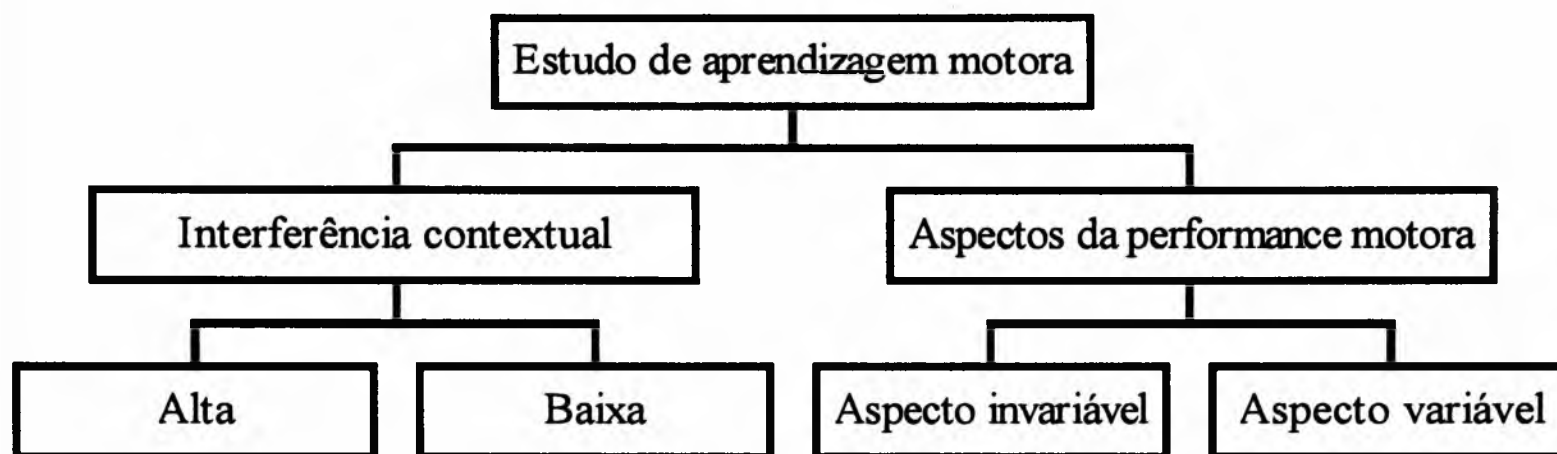 Estudo de aprendizagem motora
Interferência contextual
Aspectos da performance motora
Alta
Baixa
Aspecto invariável
Aspecto variável